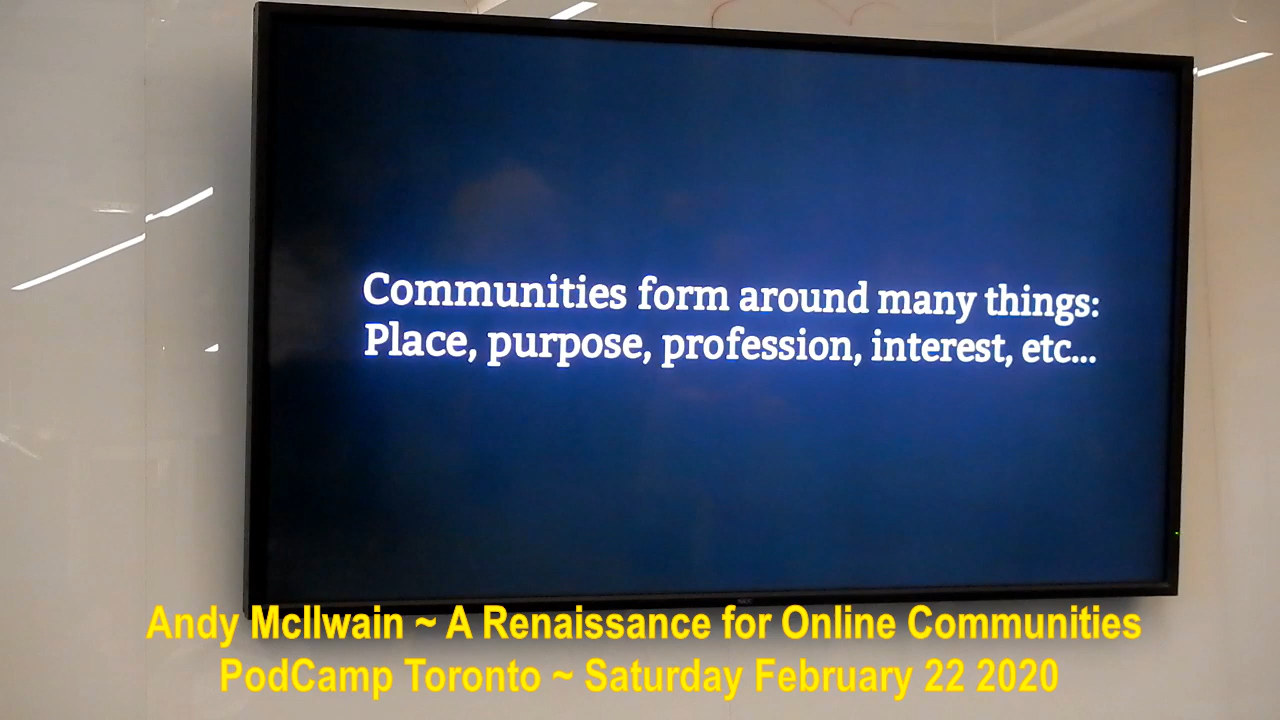 Communities form around many things:
Place, purpose, profession, interest, etc...
NEC
Andy McIlwain ~ A Renaissance for Online Communities
PodCamp Toronto ~ Saturday February 22 2020